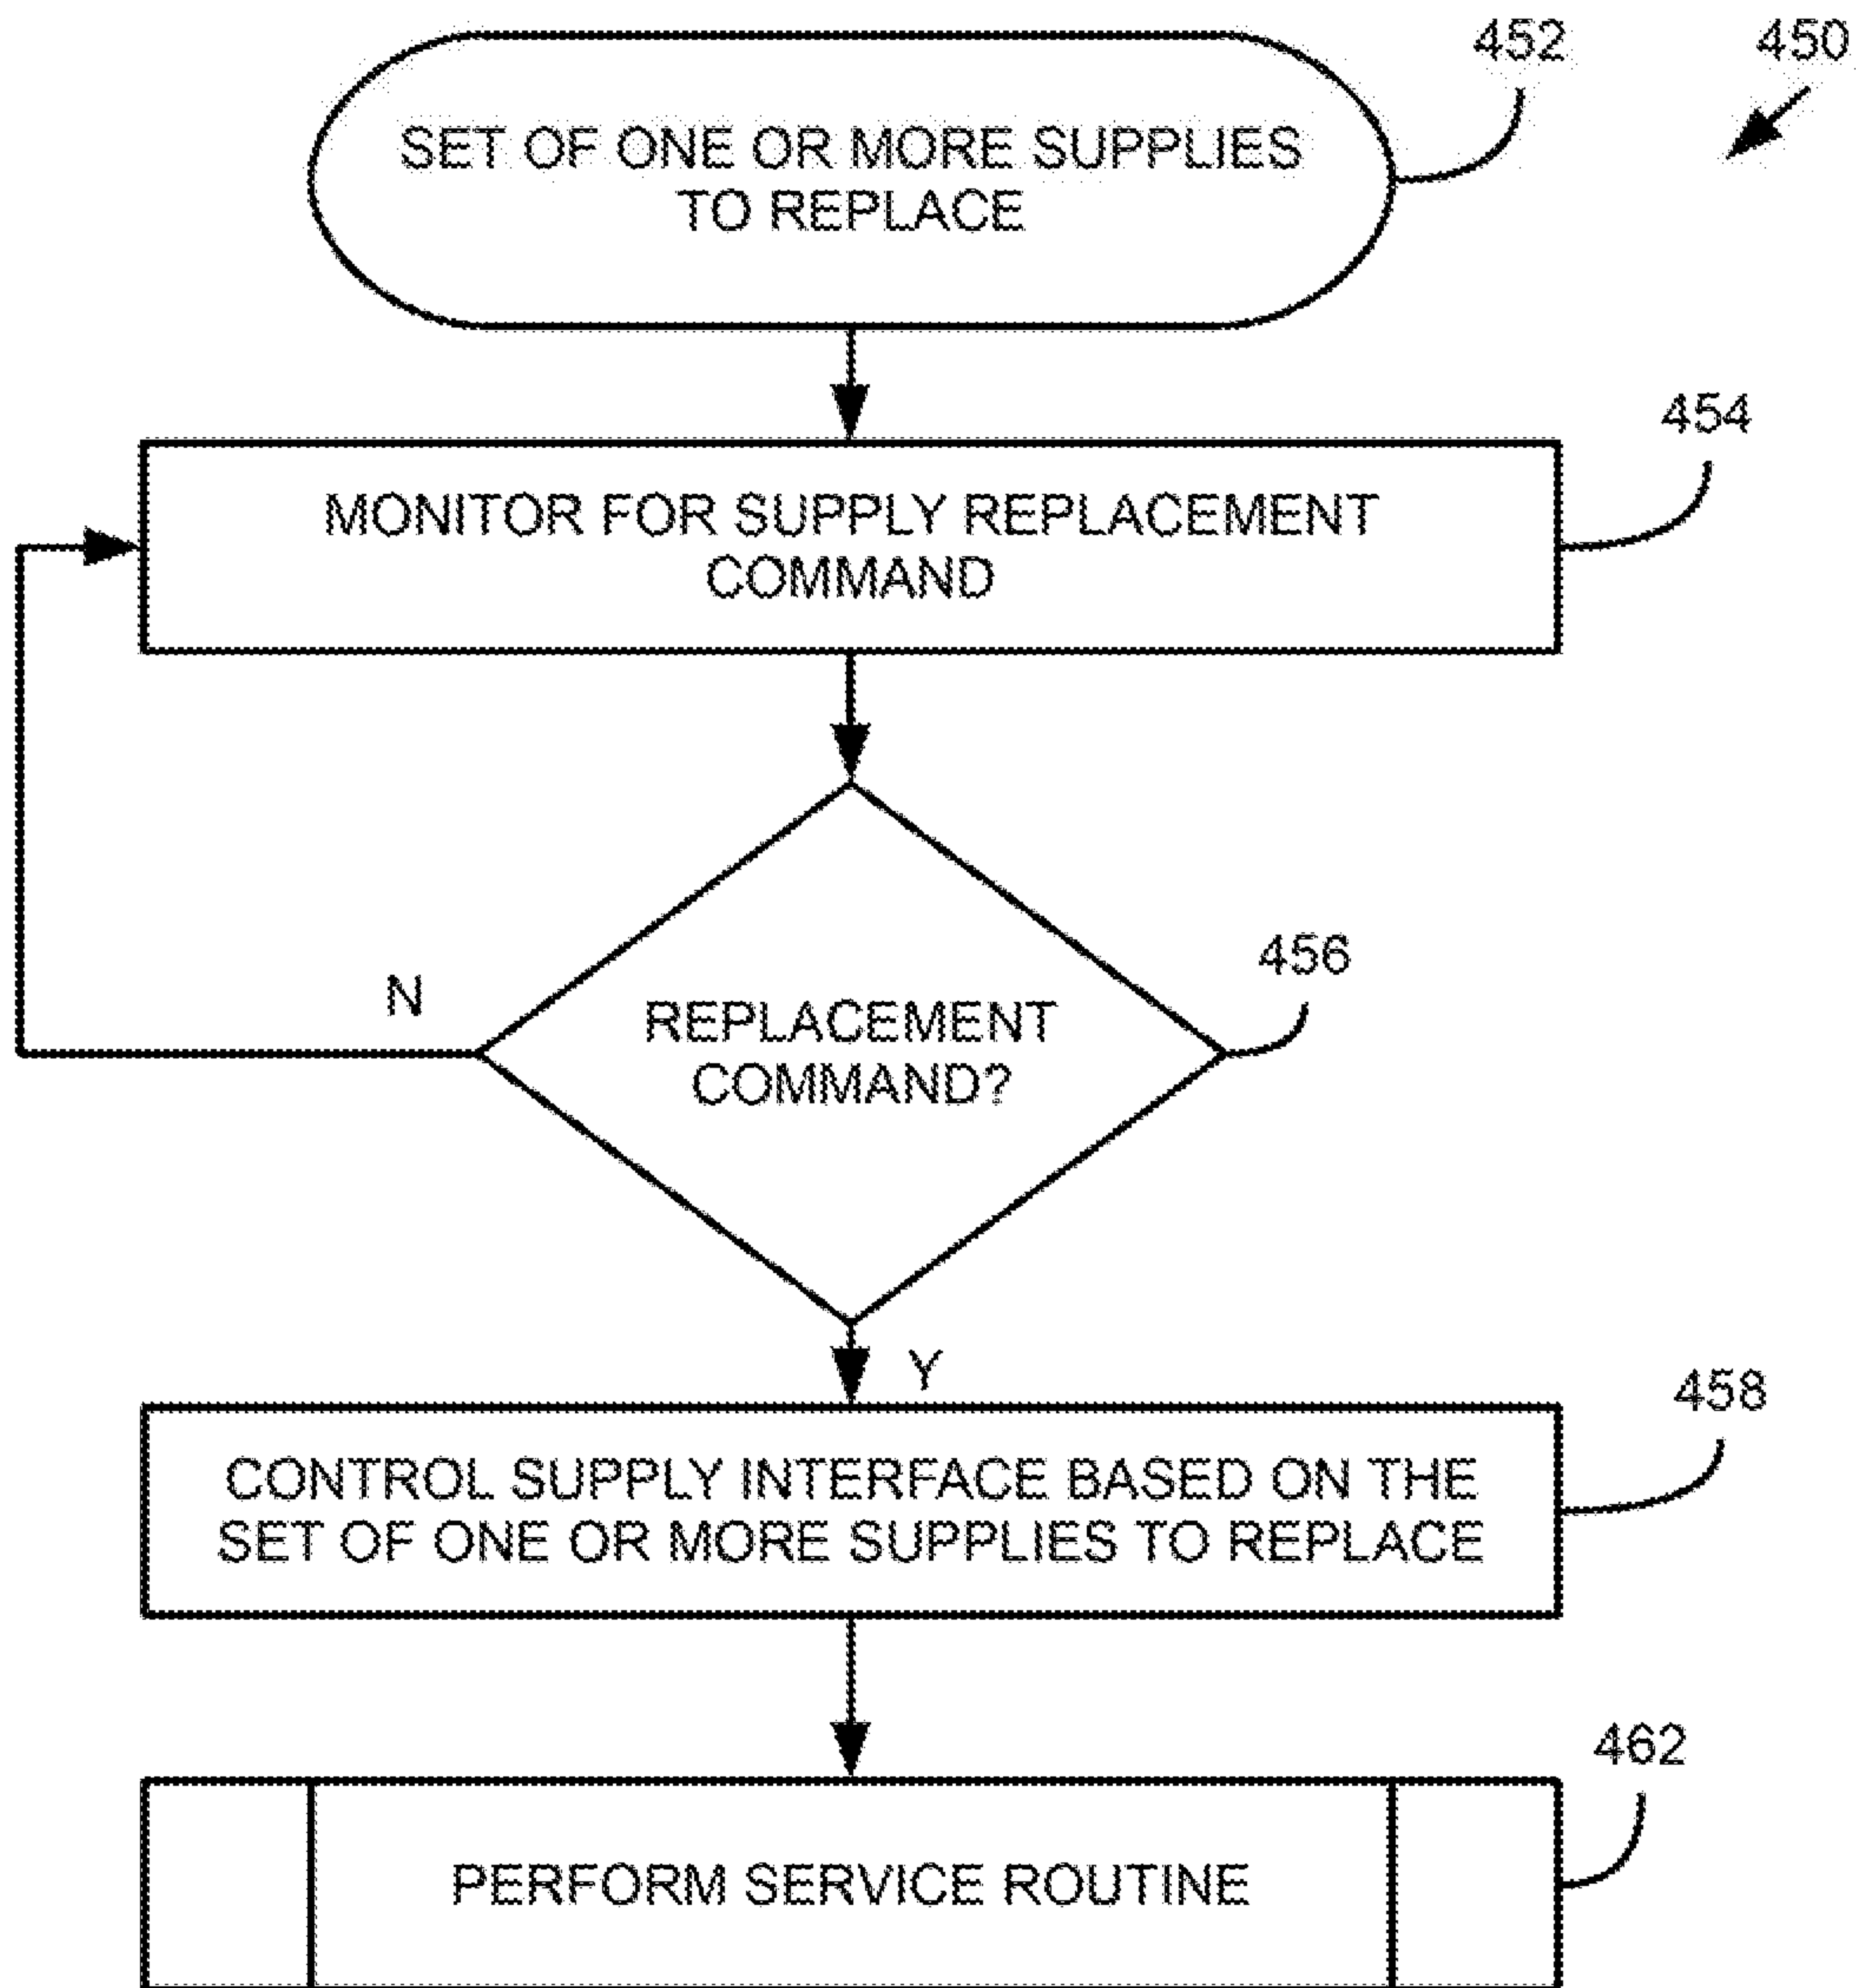 452
450
SET OF ONE OR MORE SUPPLIES
TO REPLACE
454
MONITOR FOR SUPPLY REPLACEMENT
COMMAND
456
N
REPLACEMENT
COMMAND?
Y
458
CONTROL SUPPLY INTERFACE BASED ON THE
SET OF ONE OR MORE SUPPLIES TO REPLACE
462
PERFORM SERVICE ROUTINE